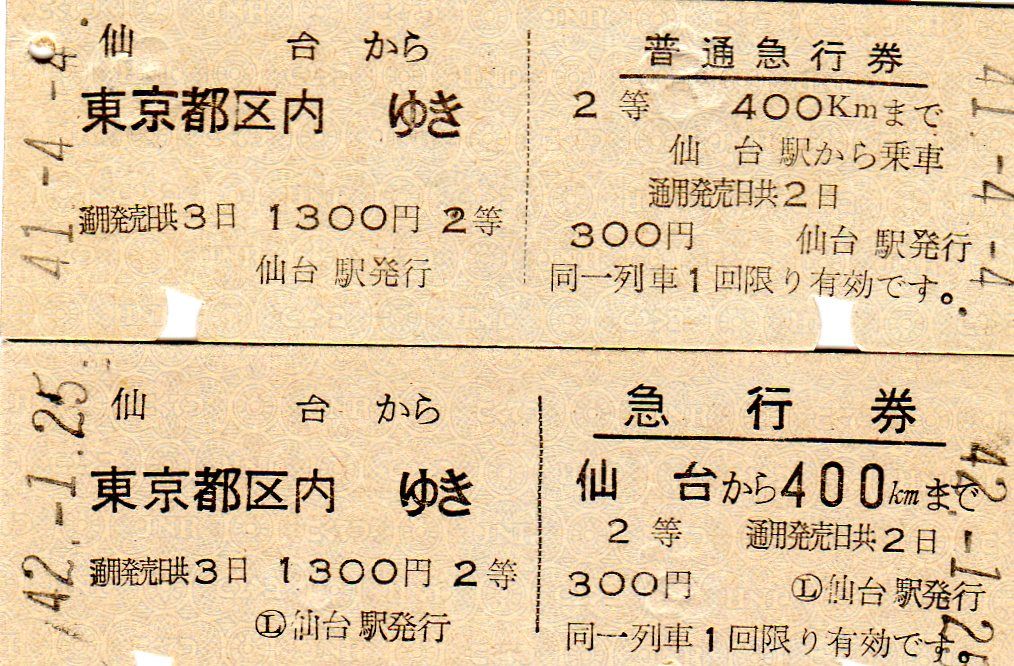 仙台から
東京都区内 ゆき
通用発売日共3日 1300円 2等
仙台駅発行
41.-4.-4
普通急行券
2等 400Kmまで
仙台駅から乗車
通用発売日共2日
300円 仙台駅発行
同一列車1回限り有効です。
41.-4.-4
仙台から
東京都区内 ゆき
通用発売日共3日 1300円 2等
Ⓛ仙台駅発行
42.-1.25
急行券
仙台から400kmまで
2等 通用発売日共2日
300円 Ⓛ仙台駅発行
同一列車1回限り有効です。
42.-1.25